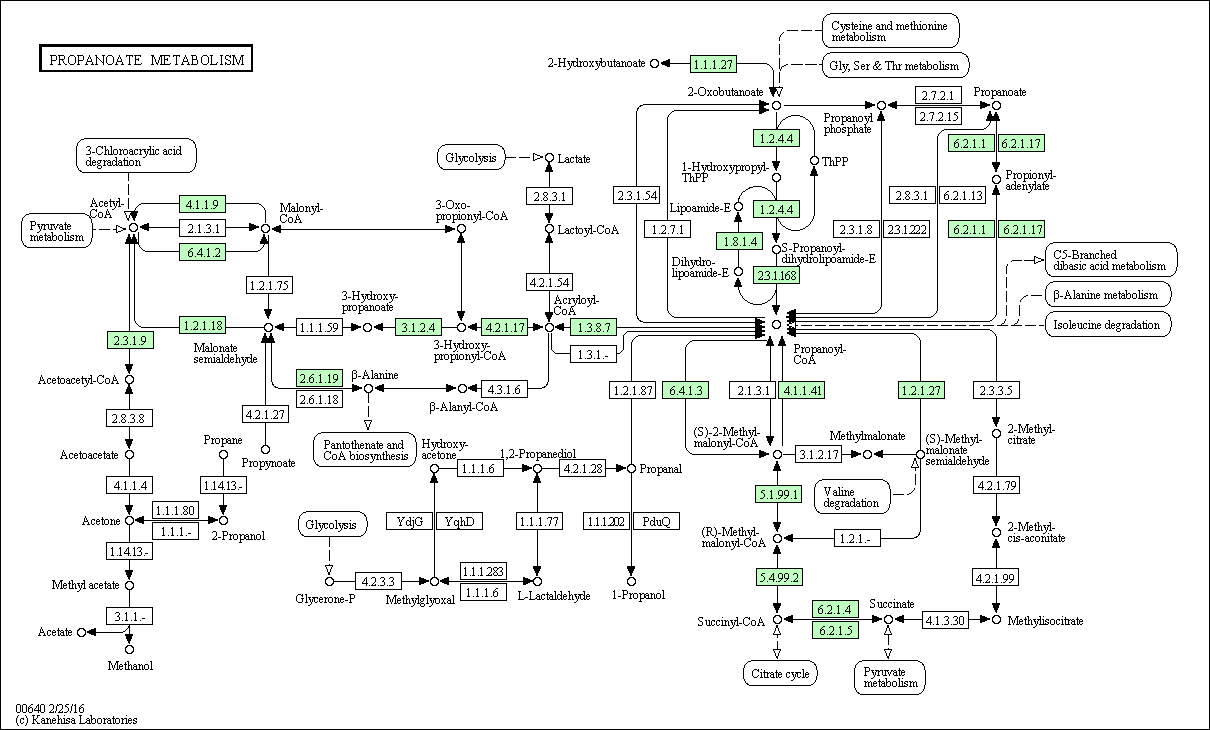 PROPANOATE METABOLISM
Cysteine and methionine
metabolism
Gly, Ser & Thr metabolism
2-Hydroxybutanoate
1.1.1.27
2-Oxobutanoate
2.7.2.1
2.7.2.15
Propanoate
Propanoyl
phosphate
1.2.4.4
6.2.1.1
6.2.1.17
3-Chloroacrylic acid
degradation
Glycolysis
Lactate
1-Hydroxypropyl-
ThPP
ThPP
Propionyl-
adenylate
2.8.3.1
2.3.1.54
2.8.3.1
6.2.1.13
Acetyl-
CoA
4.1.1.9
Malonyl-
CoA
3-Oxo-
propionyl-CoA
Lipoamide-E
1.2.4.4
Pyruvate
metabolism
2.1.3.1
Lactoyl-CoA
1.2.7.1
2.3.1.8
2.3.1.222
6.2.1.1
6.2.1.17
6.4.1.2
1.8.1.4
S-Propanoyl-
dihydrolipoamide-E
C5-Branched
dibasic acid metabolism
Dihydro-
lipoamide-E
2.3.1.168
1.2.1.75
4.2.1.54
β-Alanine metabolism
3-Hydroxy-
propanoate
Acryloyl-
CoA
Isoleucine degradation
1.2.1.18
1.1.1.59
3.1.2.4
4.2.1.17
1.3.8.7
2.3.1.9
Malonate
semialdehyde
3-Hydroxy-
propionyl-CoA
1.3.1.-
Propanoyl-
CoA
Acetoacetyl-CoA
2.6.1.19
2.6.1.18
β-Alanine
4.3.1.6
β-Alanyl-CoA
1.2.1.87
6.4.1.3
2.1.3.1
4.1.1.41
1.2.1.27
2.3.3.5
2.8.3.8
4.2.1.27
Pantothenate and
CoA biosynthesis
(S)-2-Methyl-
malonyl-CoA
Methylmalonate
(S)-Methyl-
malonate
semialdehyde
2-Methyl-
citrate
Acetoacetate
Propane
Propynoate
Hydroxy-
acetone
1,2-Propanediol
3.1.2.17
1.1.1.6
4.2.1.28
Propanal
4.1.1.4
1.14.13.-
5.1.99.1
Valine
degradation
4.2.1.79
1.1.1.80
1.1.1.-
Acetone
2-Propanol
Glycolysis
YdjG
YqhD
1.1.1.77
1.1.1.202
PduQ
(R)-Methyl-
malonyl-CoA
1.2.1.-
2-Methyl-
cis-aconitate
1.14.13.-
Methyl acetate
4.2.3.3
1.1.1.283
1.1.1.6
5.4.99.2
4.2.1.99
Glycerone-P
Methylglyoxal
L-Lactaldehyde
1-Propanol
3.1.1.-
6.2.1.4
6.2.1.5
Succinate
Acetate
Succinyl-CoA
4.1.3.30
Methylisocitrate
Methanol
Citrate cycle
Pyruvate
metabolism
00640 2/25/16
(c) Kanehisa Laboratories